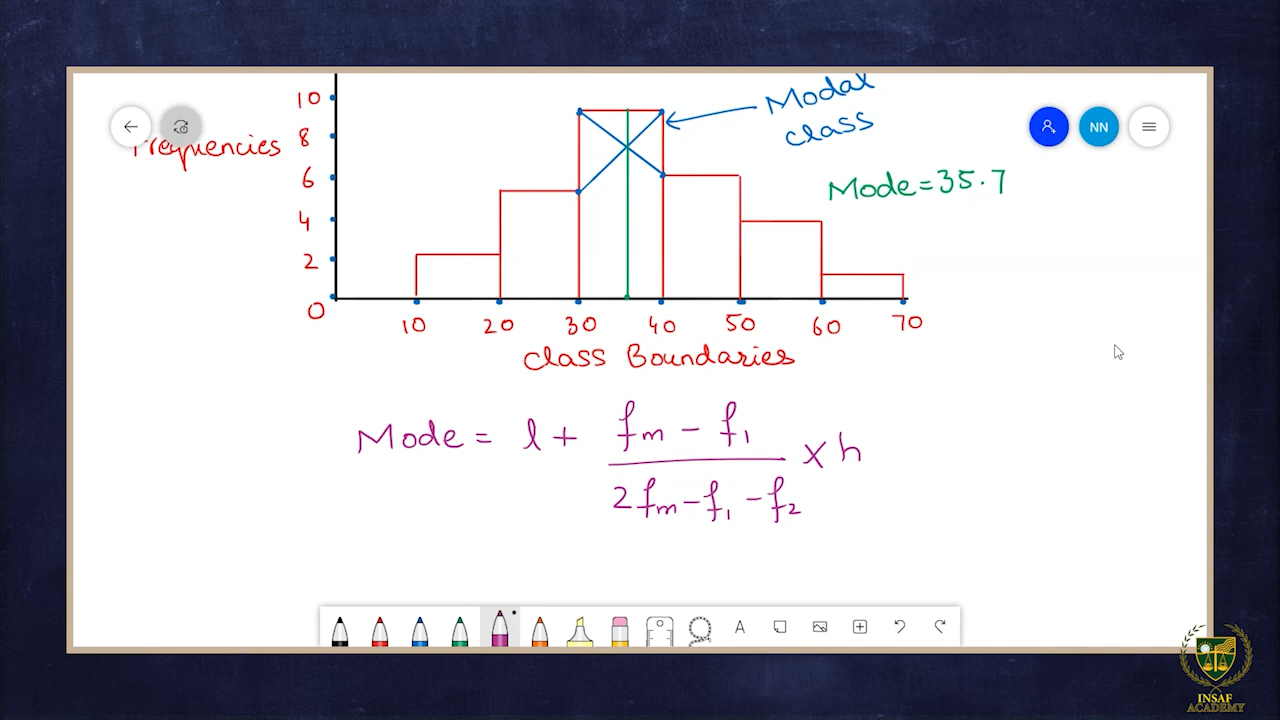 10
Modal
class
NN
Frequencies 8
6
Mode=35.7
4
2
0
10 20 30 40 50 60 70
Class Boundaries
Mode = l + fm - f1
2fm - f1 - f2
x h
A
INSAF
ACADEMY